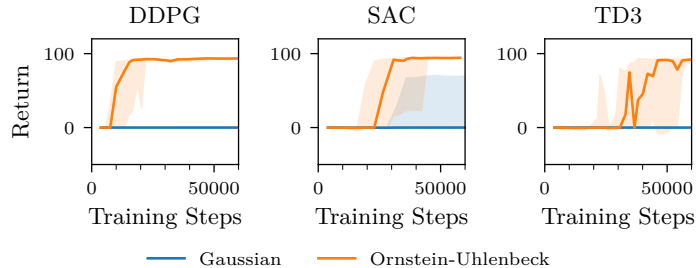 DDPG SAC TD3
100 100 100
Return
0 0 0
0 50000 0 50000 0 50000
Training Steps Training Steps Training Steps
Gaussian Ornstein-Uhlenbeck